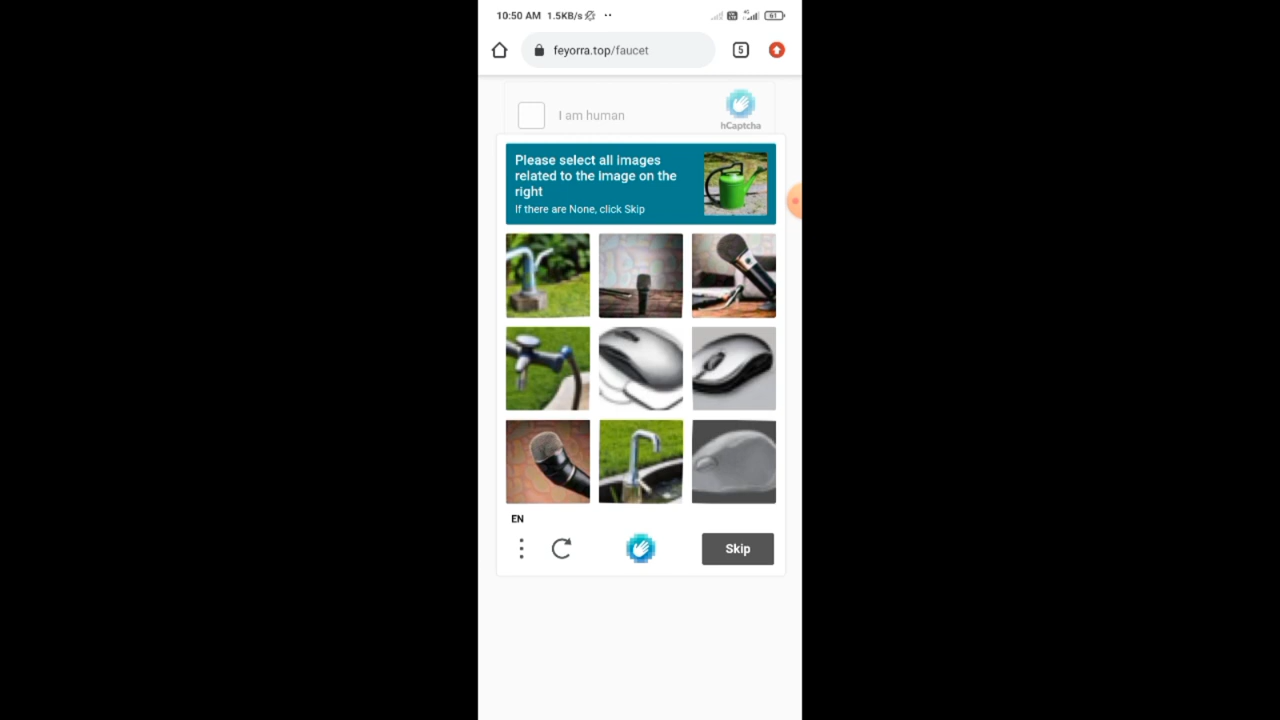 10:50 AM 1.5KB/s
61
feyorra.top/faucet
5
I am human
hCaptcha
Please select all images
related to the image on the
right
If there are None, click Skip
EN
Skip